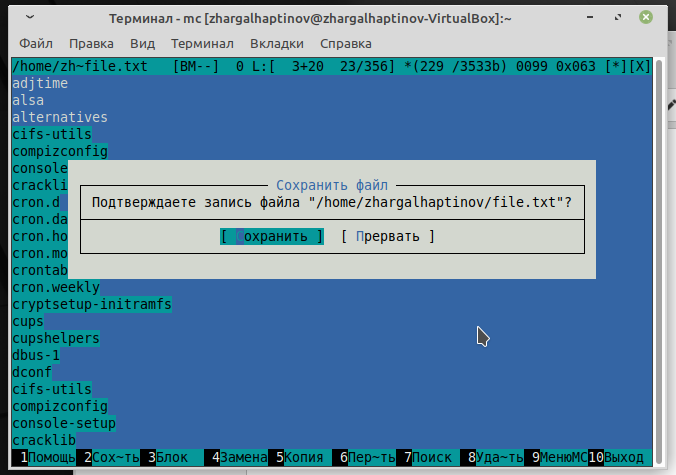 Терминал - mc [zhargalhaptinov@zhargalhaptinov-VirtualBox]:~
Файл Правка Вид Терминал Вкладки Справка
/home/zh~file.txt [BM--] 0 L:[ 3+20 23/356] *(229 /3533b) 0099 0x063 [*][X]
adjtime
alsa
alternatives
cifs-utils
compizconfig
console
crackli
cron.d
cron.da
cron.ho
cron.mo
crontab
cron.weekly
cryptsetup-initramfs
cups
cupshelpers
dbus-1
dconf
cifs-utils
compizconfig
console-setup
cracklib
Сохранить файл
Подтверждаете запись файла "/home/zhargalhaptinov/file.txt"?
[ Сохранить ] [ Прервать ]
1Помощь 2Сох~ть 3Блок 4Замена 5Копия 6Пер~ть 7Поиск 8Уда~ть 9МенюMC 10Выход